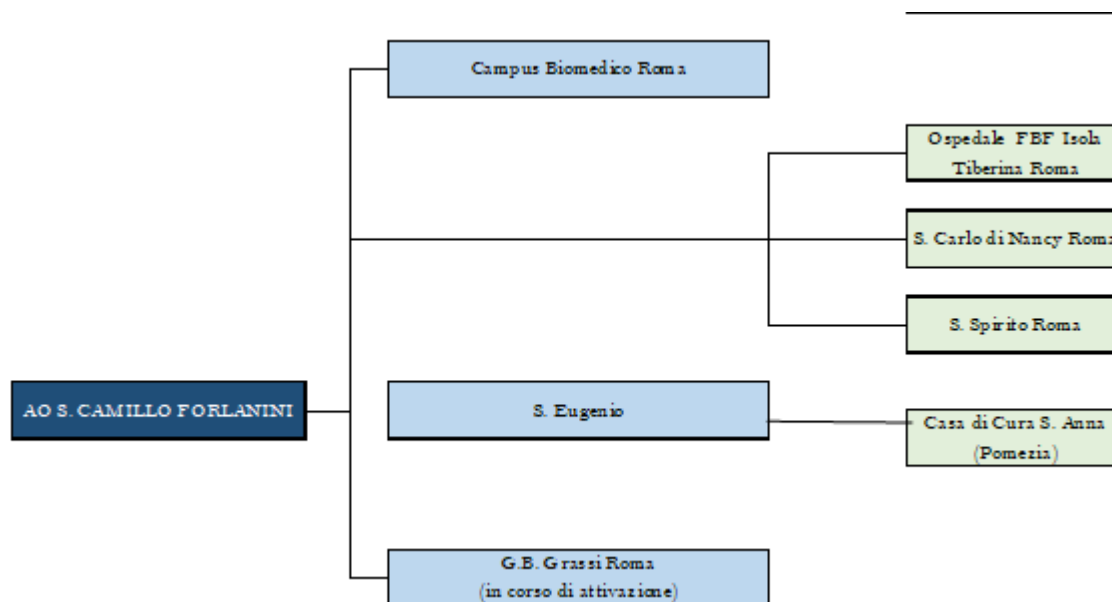 Campus Biomedico Roma
Ospedale FBF Isola
Tiberina Roma
S. Carlo di Nancy Roma
S. Spirito Roma
AO S. CAMILLO FORLANINI
S. Eugenio
Casa di Cura S. Anna
(Pomezia)
G.B. Grassi Roma
(in corso di attivazione)